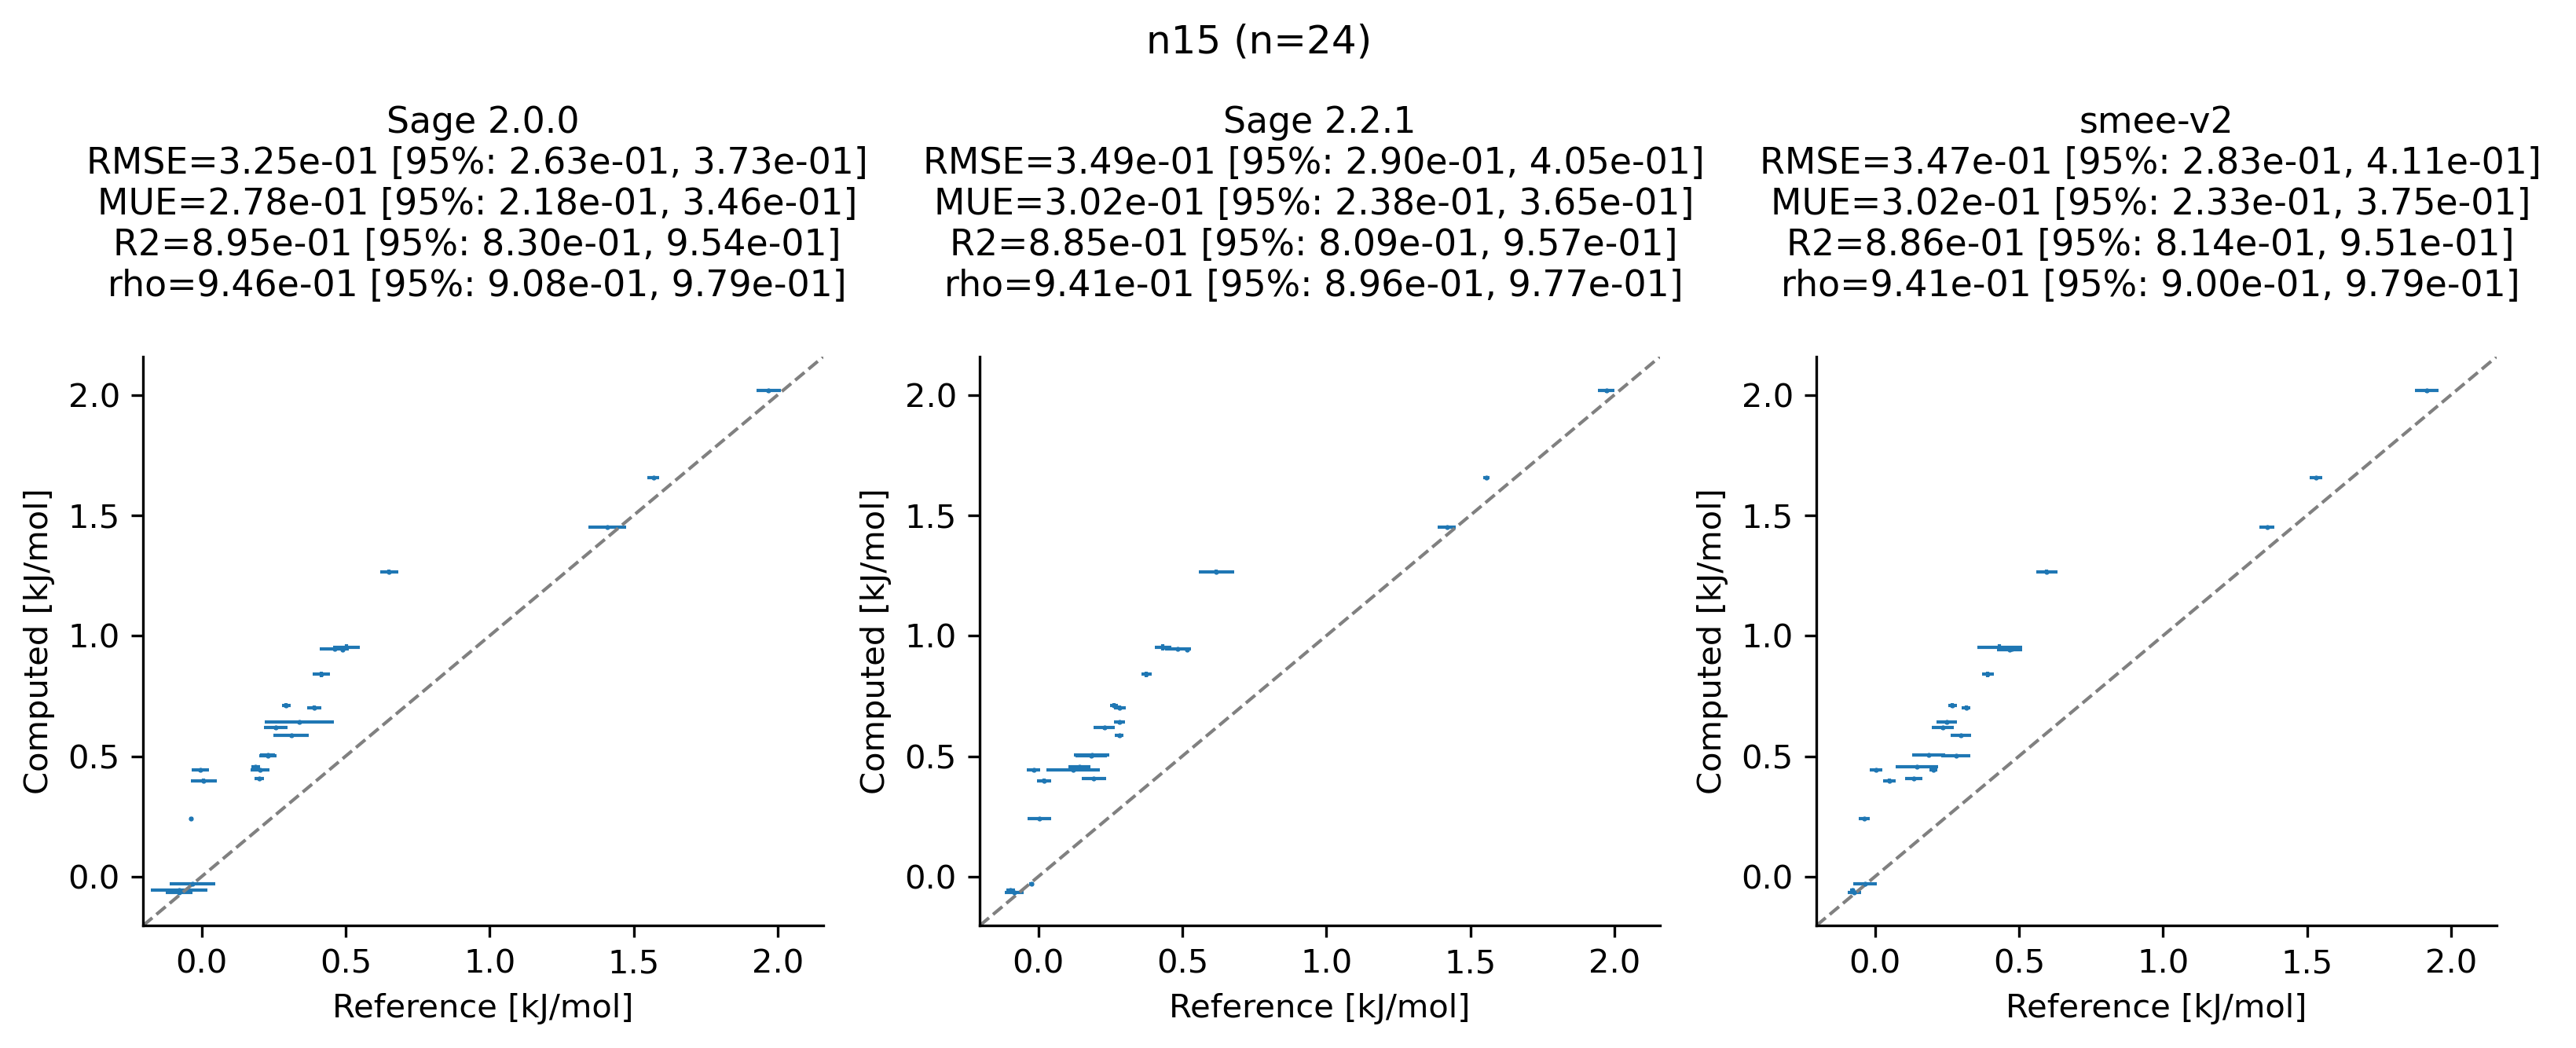 n15 (n=24)
Sage 2.0.0
RMSE=3.25e-01 [95%: 2.63e-01, 3.73e-01]
MUE=2.78e-01 [95%: 2.18e-01, 3.46e-01]
R2=8.95e-01 [95%: 8.30e-01, 9.54e-01]
rho=9.46e-01 [95%: 9.08e-01, 9.79e-01]
Computed [kJ/mol]
2.0
1.5
1.0
0.5
0.0
0.0 0.5 1.0 1.5 2.0
Reference [kJ/mol]
Sage 2.2.1
RMSE=3.49e-01 [95%: 2.90e-01, 4.05e-01]
MUE=3.02e-01 [95%: 2.38e-01, 3.65e-01]
R2=8.85e-01 [95%: 8.09e-01, 9.57e-01]
rho=9.41e-01 [95%: 8.96e-01, 9.77e-01]
Computed [kJ/mol]
2.0
1.5
1.0
0.5
0.0
0.0 0.5 1.0 1.5 2.0
Reference [kJ/mol]
smee-v2
RMSE=3.47e-01 [95%: 2.83e-01, 4.11e-01]
MUE=3.02e-01 [95%: 2.33e-01, 3.75e-01]
R2=8.86e-01 [95%: 8.14e-01, 9.51e-01]
rho=9.41e-01 [95%: 9.00e-01, 9.79e-01]
Computed [kJ/mol]
2.0
1.5
1.0
0.5
0.0
0.0 0.5 1.0 1.5 2.0
Reference [kJ/mol]